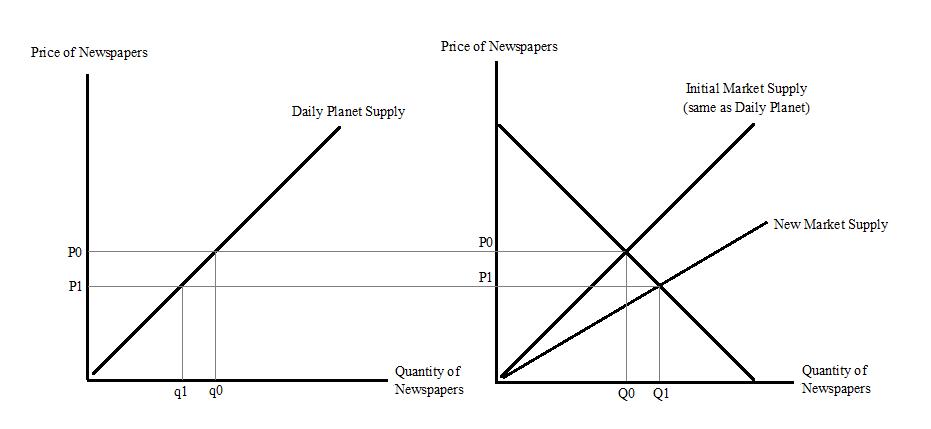 Price of Newspapers
Daily Planet Supply
P0
P1
q1
q0
Quantity of
Newspapers
Price of Newspapers
Initial Market Supply
(same as Daily Planet)
New Market Supply
P0
P1
Q0
Q1
Quantity of
Newspapers